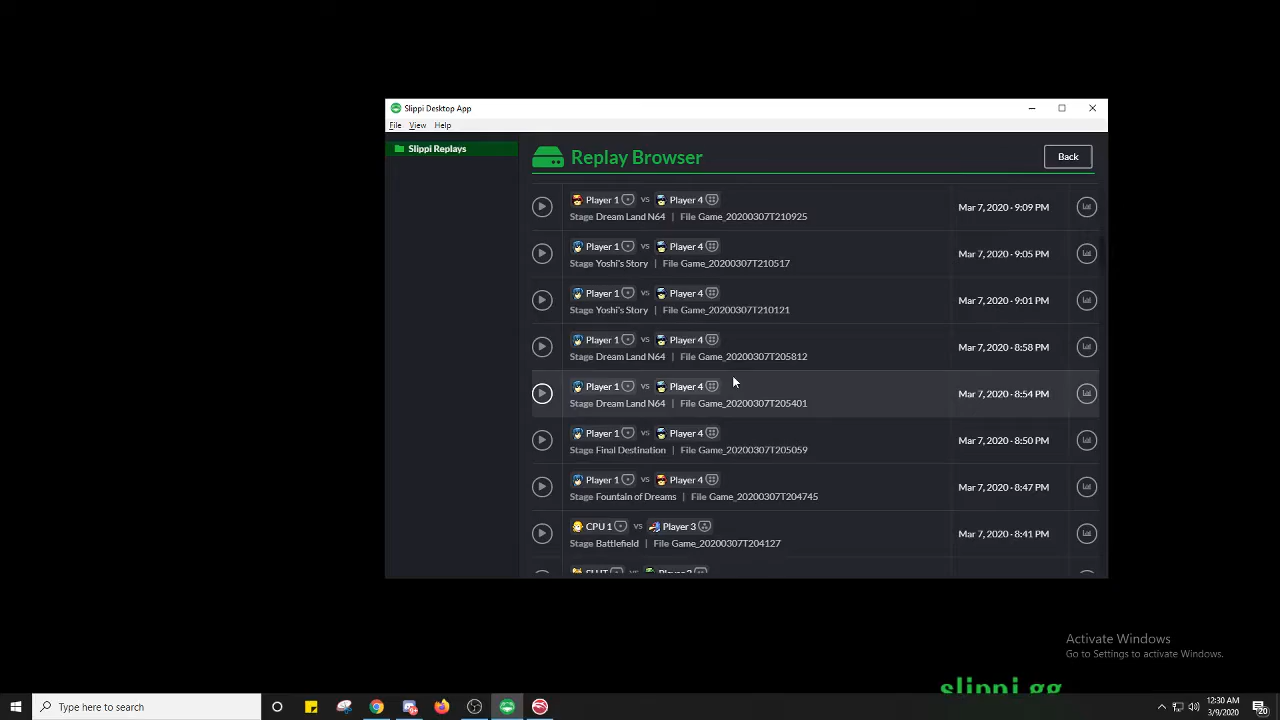 Slippi Desktop App
File View Help
Slippi Replays
Replay Browser
Back
Player 1 vs Player 4
Stage Dream Land N64 | File Game_20200307T210925
Mar 7, 2020 · 9:09 PM
Player 1 vs Player 4
Stage Yoshi's Story | File Game_20200307T210517
Mar 7, 2020 · 9:05 PM
Player 1 vs Player 4
Stage Yoshi's Story | File Game_20200307T210121
Mar 7, 2020 · 9:01 PM
Player 1 vs Player 4
Stage Dream Land N64 | File Game_20200307T205812
Mar 7, 2020 · 8:58 PM
Player 1 vs Player 4
Stage Dream Land N64 | File Game_20200307T205401
Mar 7, 2020 · 8:54 PM
Player 1 vs Player 4
Stage Final Destination | File Game_20200307T205059
Mar 7, 2020 · 8:50 PM
Player 1 vs Player 4
Stage Fountain of Dreams | File Game_20200307T204745
Mar 7, 2020 · 8:47 PM
CPU 1 vs Player 3
Stage Battlefield | File Game_20200307T204127
Mar 7, 2020 · 8:41 PM
vs
Activate Windows
Go to Settings to activate Windows.
slippi.gg
Type here to search
12:30 AM
3/9/2020
20